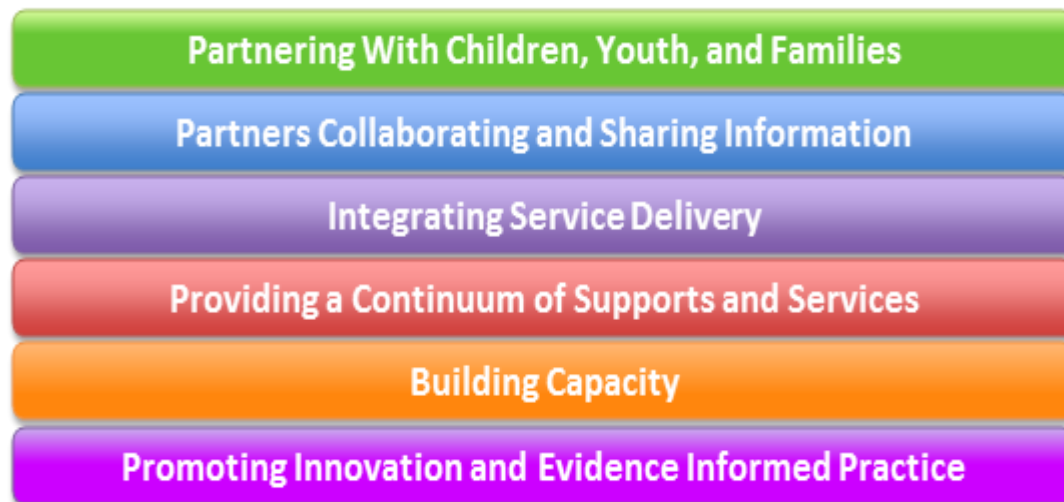 Partnering With Children, Youth, and Families
Partners Collaborating and Sharing Information
Integrating Service Delivery
Providing a Continuum of Supports and Services
Building Capacity
Promoting Innovation and Evidence Informed Practice